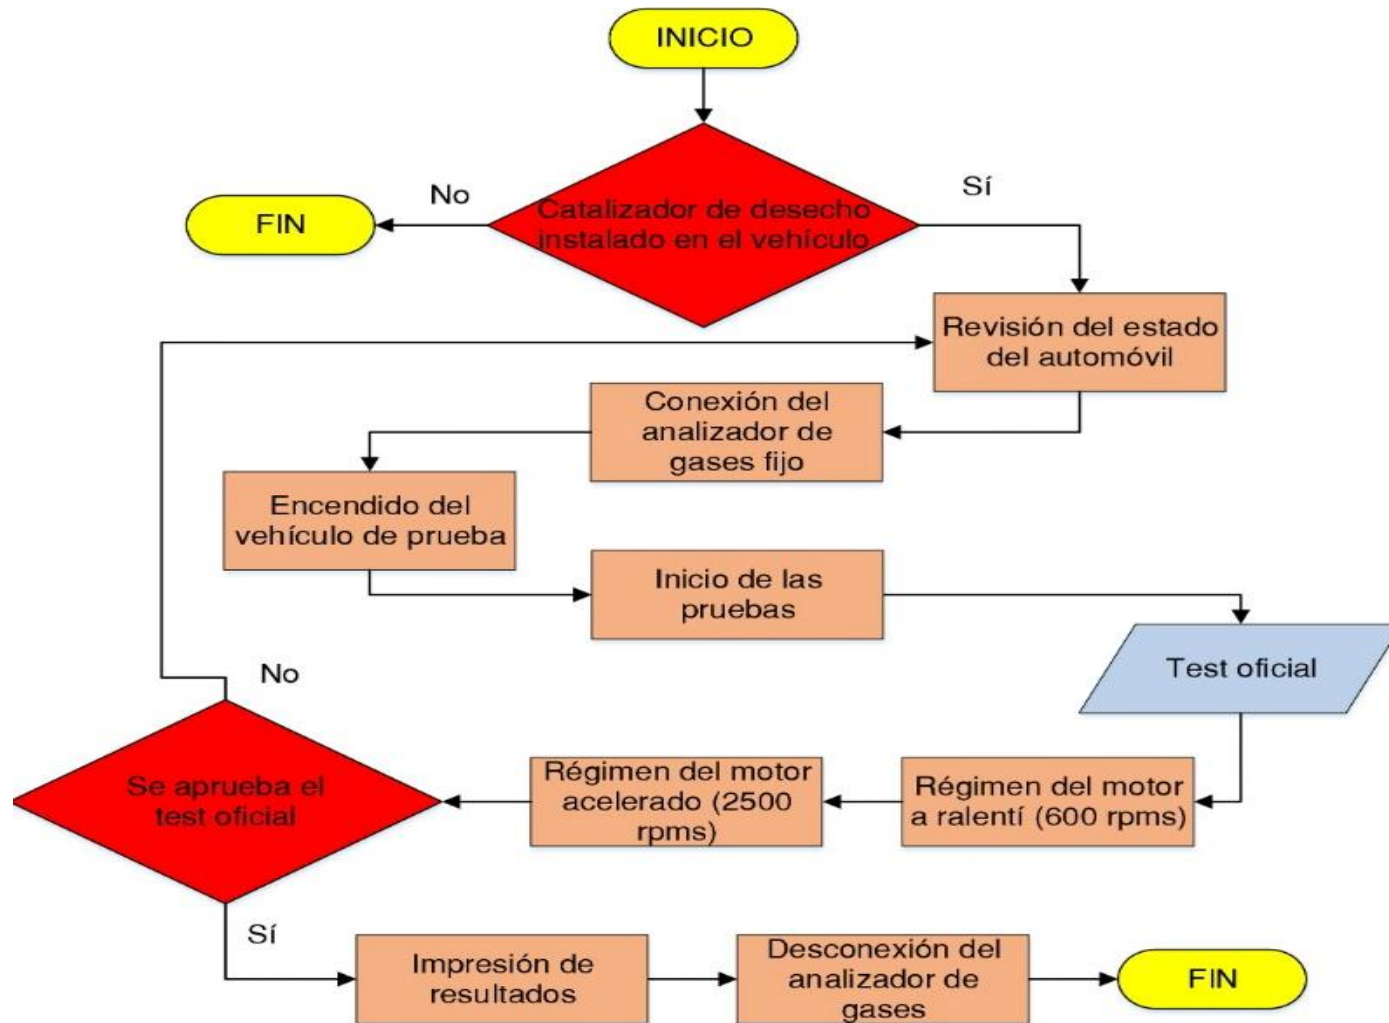 INICIO
No
Sí
FIN
Catalizador de desecho
instalado en el vehículo
Revisión del estado
del automóvil
Conexión del
analizador de
gases fijo
Encendido del
vehículo de prueba
Inicio de las
pruebas
Test oficial
No
Se aprueba el
test oficial
Régimen del motor
acelerado (2500
rpms)
Régimen del motor
a ralentí (600 rpms)
Sí
Impresión de
resultados
Desconexión del
analizador de
gases
FIN